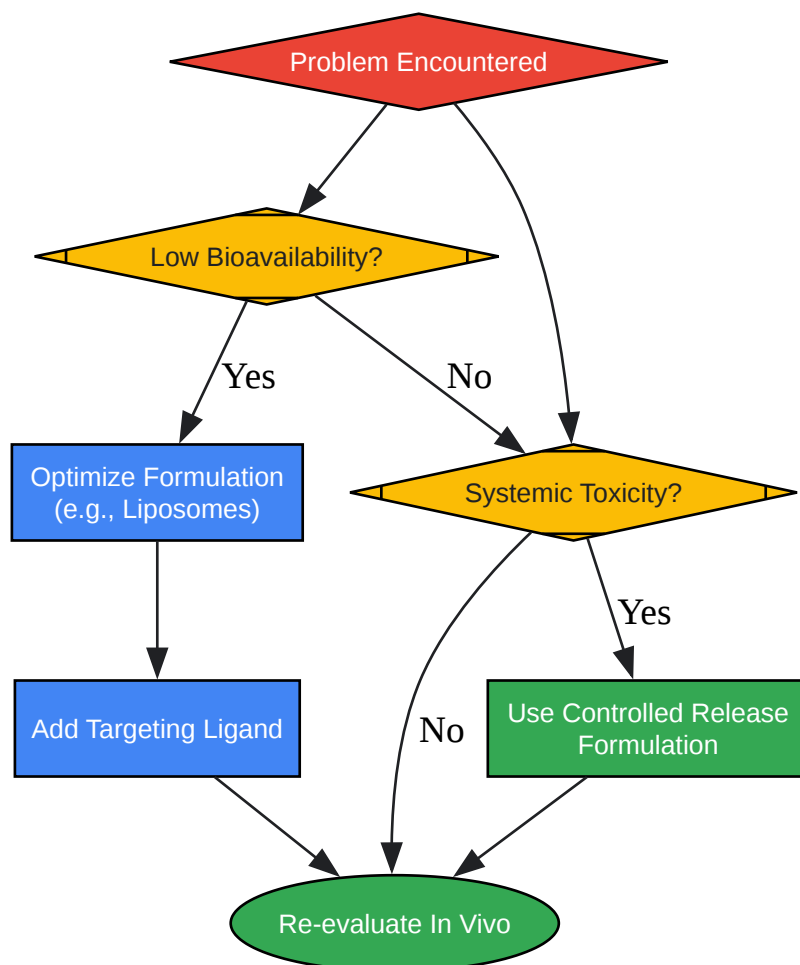 Problem Encountered
Low Bioavailability?
Yes
No
Optimize Formulation
(e.g., Liposomes)
Systemic Toxicity?
Yes
No
Add Targeting Ligand
Use Controlled Release
Formulation
Re-evaluate In Vivo